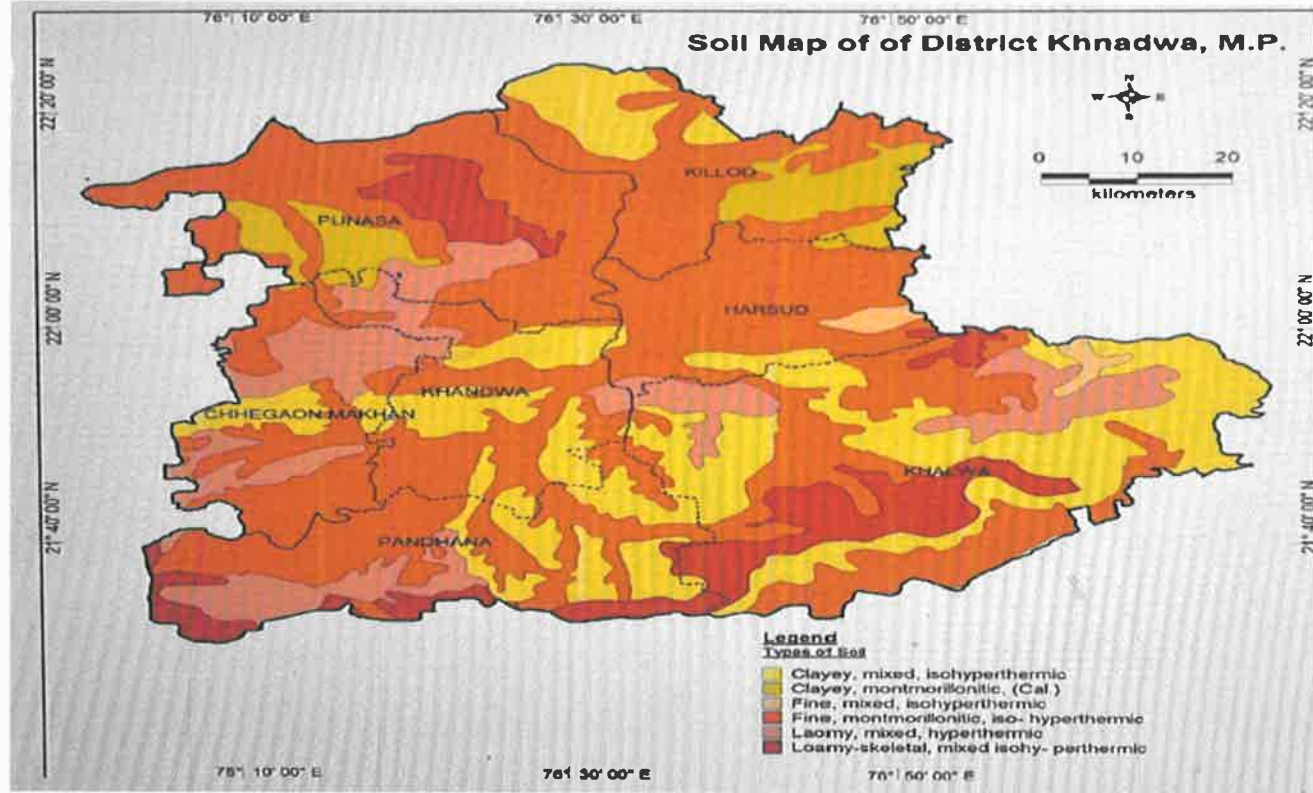 76° 10' 00" E 76° 30' 00" E 76° 50' 00" E
Soil Map of of District Khnadwa, M.P.
N
W E
S
22° 20' 00" N
22° 20' 00" N
0 10 20
kilometers
KILLOD
PUNASA
22° 00' 00" N
22° 00' 00" N
HARSUD
KHANDWA
CHHEGAON MAKHAN
KHALWA
21° 40' 00" N
21° 40' 00" N
PANDHANA
Legend
Types of Soil
Clayey, mixed, isohyperthermic
Clayey, montmorillonitic, (Cal.)
Fine, mixed, isohyperthermic
Fine, montmorillonitic, iso- hyperthermic
Laomy, mixed, hyperthermic
Loamy-skeletal, mixed isohy- perthermic
76° 10' 00" E 76° 30' 00" E 76° 50' 00" E